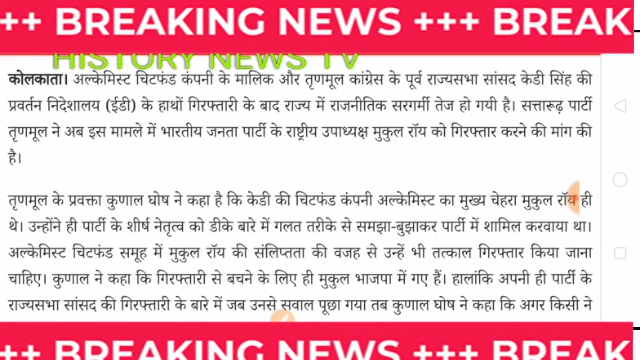 ++ BREAKING NEWS +++ BREAK
HISTORY NEWS TV
कोलकाता। अल्केमिस्ट चिटफंड कंपनी के मालिक और तृणमूल कांग्रेस के पूर्व राज्यसभा सांसद केडी सिंह की
प्रवर्तन निदेशालय (ईडी) के हाथों गिरफ्तारी के बाद राज्य में राजनीतिक सरगर्मी तेज हो गयी है। सत्तारूढ़ पार्टी
तृणमूल ने अब इस मामले में भारतीय जनता पार्टी के राष्ट्रीय उपाध्यक्ष मुकुल रॉय को गिरफ्तार करने की मांग की
है।
तृणमूल के प्रवक्ता कुणाल घोष ने कहा है कि केडी की चिटफंड कंपनी अल्केमिस्ट का मुख्य चेहरा मुकुल रॉय ही
थे। उन्होंने ही पार्टी के शीर्ष नेतृत्व को डीके बारे में गलत तरीके से समझा-बुझाकर पार्टी में शामिल करवाया था।
अल्केमिस्ट चिटफंड समूह में मुकुल रॉय की संलिप्तता की वजह से उन्हें भी तत्काल गिरफ्तार किया जाना
चाहिए। कुणाल ने कहा कि गिरफ्तारी से बचने के लिए ही मुकुल भाजपा में गए हैं। हालांकि अपनी ही पार्टी के
राज्यसभा सांसद की गिरफ्तारी के बारे में जब उनसे सवाल पूछा गया तब कुणाल घोष ने कहा कि अगर किसी ने
++ BREAKING NEWS +++ BREAK